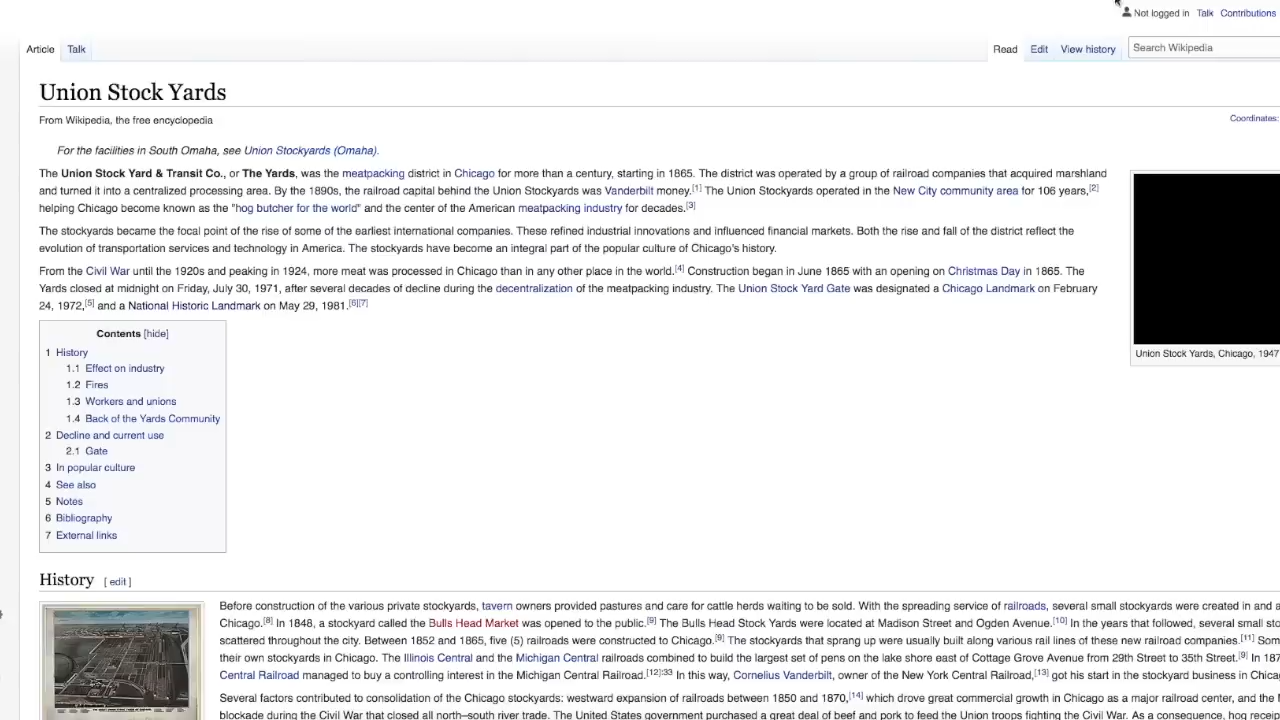 Not logged in Talk Contributions
Article Talk Read Edit View history Search Wikipedia
Union Stock Yards
From Wikipedia, the free encyclopedia
Coordinates:
For the facilities in South Omaha, see Union Stockyards (Omaha).
The Union Stock Yard & Transit Co., or The Yards, was the meatpacking district in Chicago for more than a century, starting in 1865. The district was operated by a group of railroad companies that acquired marshland
and turned it into a centralized processing area. By the 1890s, the railroad capital behind the Union Stockyards was Vanderbilt money.[1] The Union Stockyards operated in the New City community area for 106 years,[2]
helping Chicago become known as the "hog butcher for the world" and the center of the American meatpacking industry for decades.[3]
The stockyards became the focal point of the rise of some of the earliest international companies. These refined industrial innovations and influenced financial markets. Both the rise and fall of the district reflect the
evolution of transportation services and technology in America. The stockyards have become an integral part of the popular culture of Chicago's history.
From the Civil War until the 1920s and peaking in 1924, more meat was processed in Chicago than in any other place in the world.[4] Construction began in June 1865 with an opening on Christmas Day in 1865. The
Yards closed at midnight on Friday, July 30, 1971, after several decades of decline during the decentralization of the meatpacking industry. The Union Stock Yard Gate was designated a Chicago Landmark on February
24, 1972,[5] and a National Historic Landmark on May 29, 1981.[6][7]
Union Stock Yards, Chicago, 1947
Contents [hide]
1 History
1.1 Effect on industry
1.2 Fires
1.3 Workers and unions
1.4 Back of the Yards Community
2 Decline and current use
2.1 Gate
3 In popular culture
4 See also
5 Notes
6 Bibliography
7 External links
History [ edit ]
Before construction of the various private stockyards, tavern owners provided pastures and care for cattle herds waiting to be sold. With the spreading service of railroads, several small stockyards were created in and a
Chicago.[8] In 1848, a stockyard called the Bulls Head Market was opened to the public.[9] The Bulls Head Stock Yards were located at Madison Street and Ogden Avenue.[10] In the years that followed, several small sto
scattered throughout the city. Between 1852 and 1865, five (5) railroads were constructed to Chicago.[9] The stockyards that sprang up were usually built along various rail lines of these new railroad companies.[11] Som
their own stockyards in Chicago. The Illinois Central and the Michigan Central railroads combined to build the largest set of pens on the lake shore east of Cottage Grove Avenue from 29th Street to 35th Street.[9] In 187
Central Railroad managed to buy a controlling interest in the Michigan Central Railroad.[12]:33 In this way, Cornelius Vanderbilt, owner of the New York Central Railroad,[13] got his start in the stockyard business in Chicag
Several factors contributed to consolidation of the Chicago stockyards: westward expansion of railroads between 1850 and 1870,[14] which drove great commercial growth in Chicago as a major railroad center, and the
blockade during the Civil War that closed all north–south river trade. The United States government purchased a great deal of beef and pork to feed the Union troops fighting the Civil War. As a consequence, hog recei